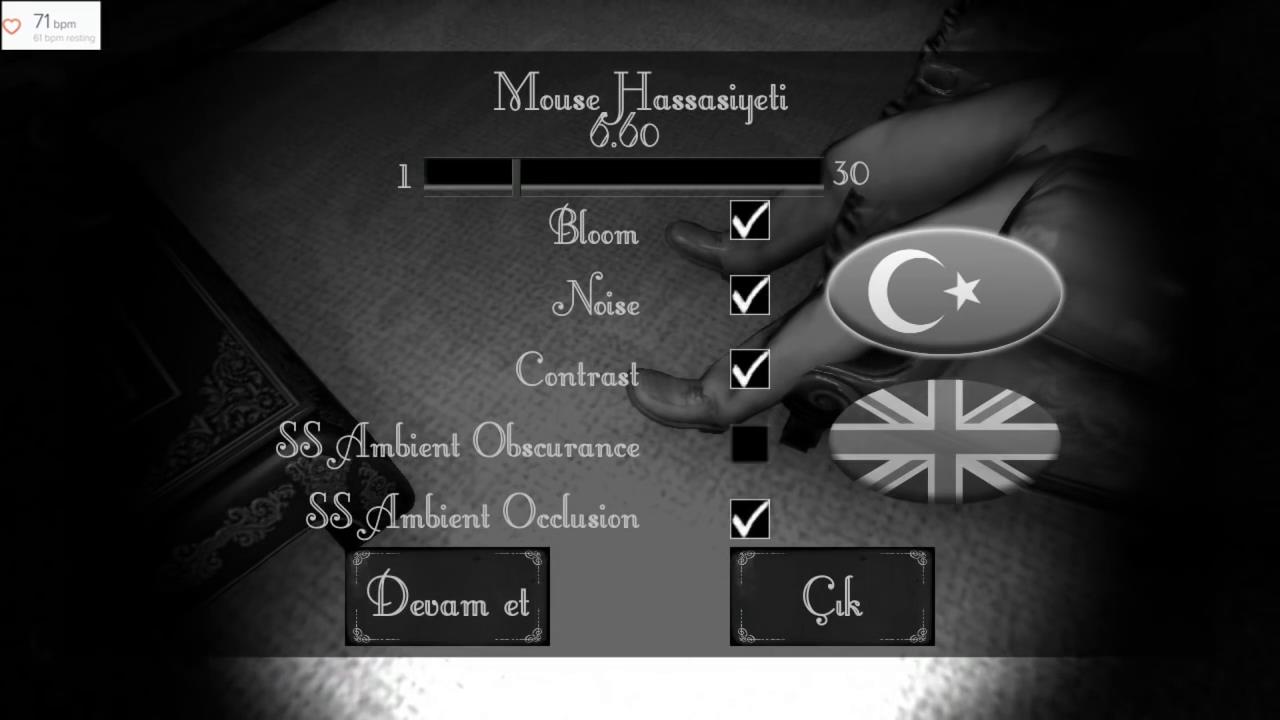 71 bpm
61 bpm resting
Mouse Hassasiyeti
6.60
1
30
Bloom
Noise
Contrast
SS Ambient Obscurance
SS Ambient Occlusion
Devam et
Çık